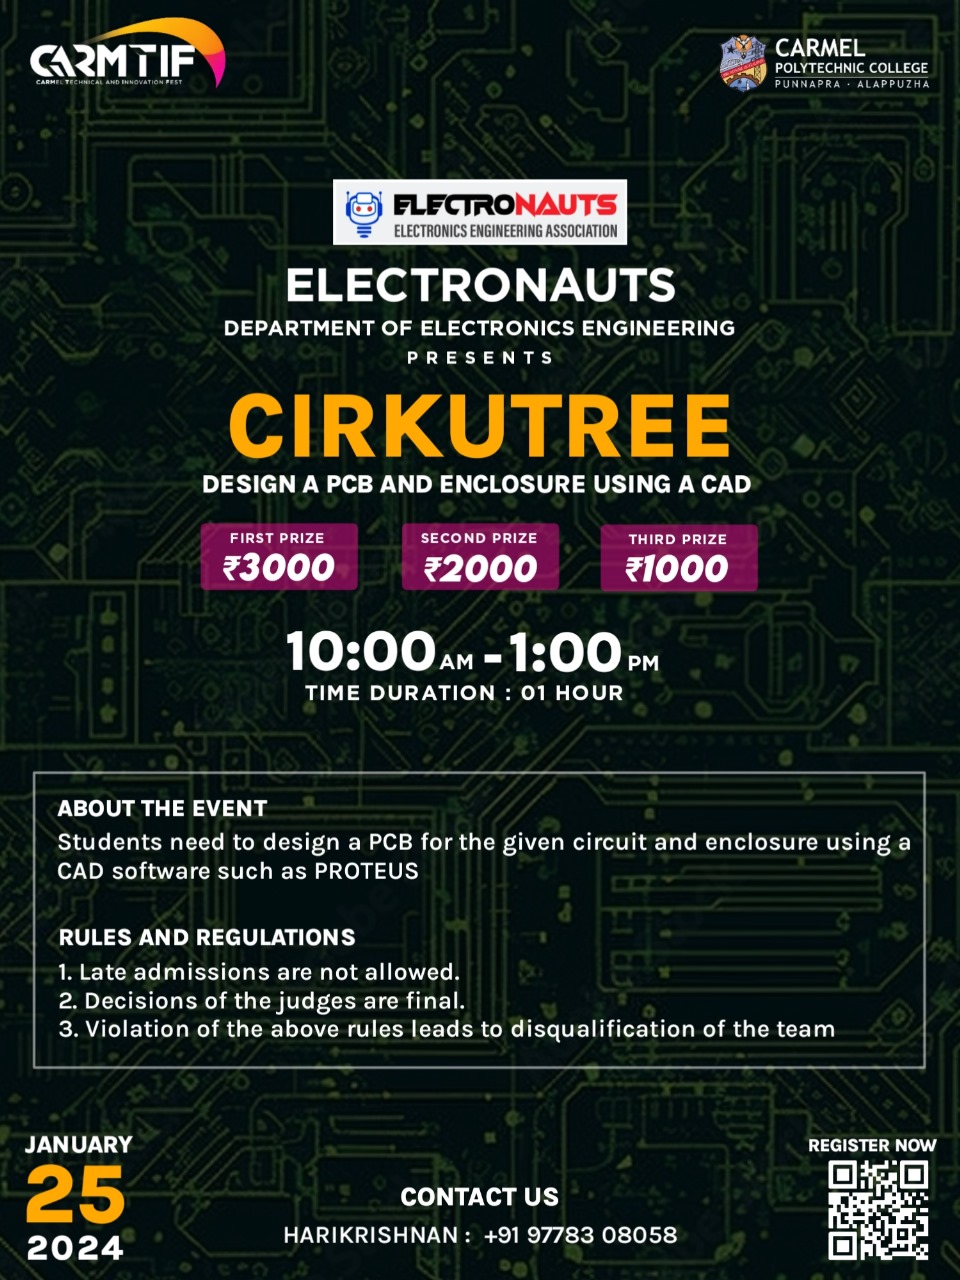 CARMTIF
CARMEL TECHNICAL AND INNOVATION FEST
CARMEL
POLYTECHNIC COLLEGE
PUNNAPRA - ALAPPUZHA
ELECTRONAUTS
ELECTRONICS ENGINEERING ASSOCIATION
ELECTRONAUTS
DEPARTMENT OF ELECTRONICS ENGINEERING
PRESENTS
CIRKUTREE
DESIGN A PCB AND ENCLOSURE USING A CAD
FIRST PRIZE
₹3000
SECOND PRIZE
₹2000
THIRD PRIZE
₹1000
10:00 AM - 1:00 PM
TIME DURATION : 01 HOUR
ABOUT THE EVENT
Students need to design a PCB for the given circuit and enclosure using a
CAD software such as PROTEUS
RULES AND REGULATIONS
1. Late admissions are not allowed.
2. Decisions of the judges are final.
3. Violation of the above rules leads to disqualification of the team
JANUARY
25
2024
CONTACT US
HARIKRISHNAN : +91 97783 08058
REGISTER NOW